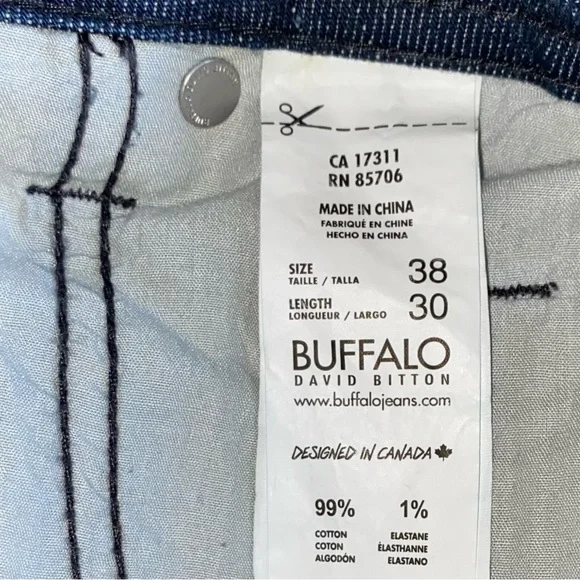 CA 17311
RN 85706
MADE IN CHINA
FABRIQUÉ EN CHINE
HECHO EN CHINA
SIZE 38
TAILLE / TALLA
LENGTH 30
LONGUEUR / LARGO
BUFFALO
DAVID BITTON
www.buffalojeans.com
DESIGNED IN CANADA
99% 1%
COTTON ELASTANE
COTON ÉLASTHANNE
ALGODÓN ELASTANO